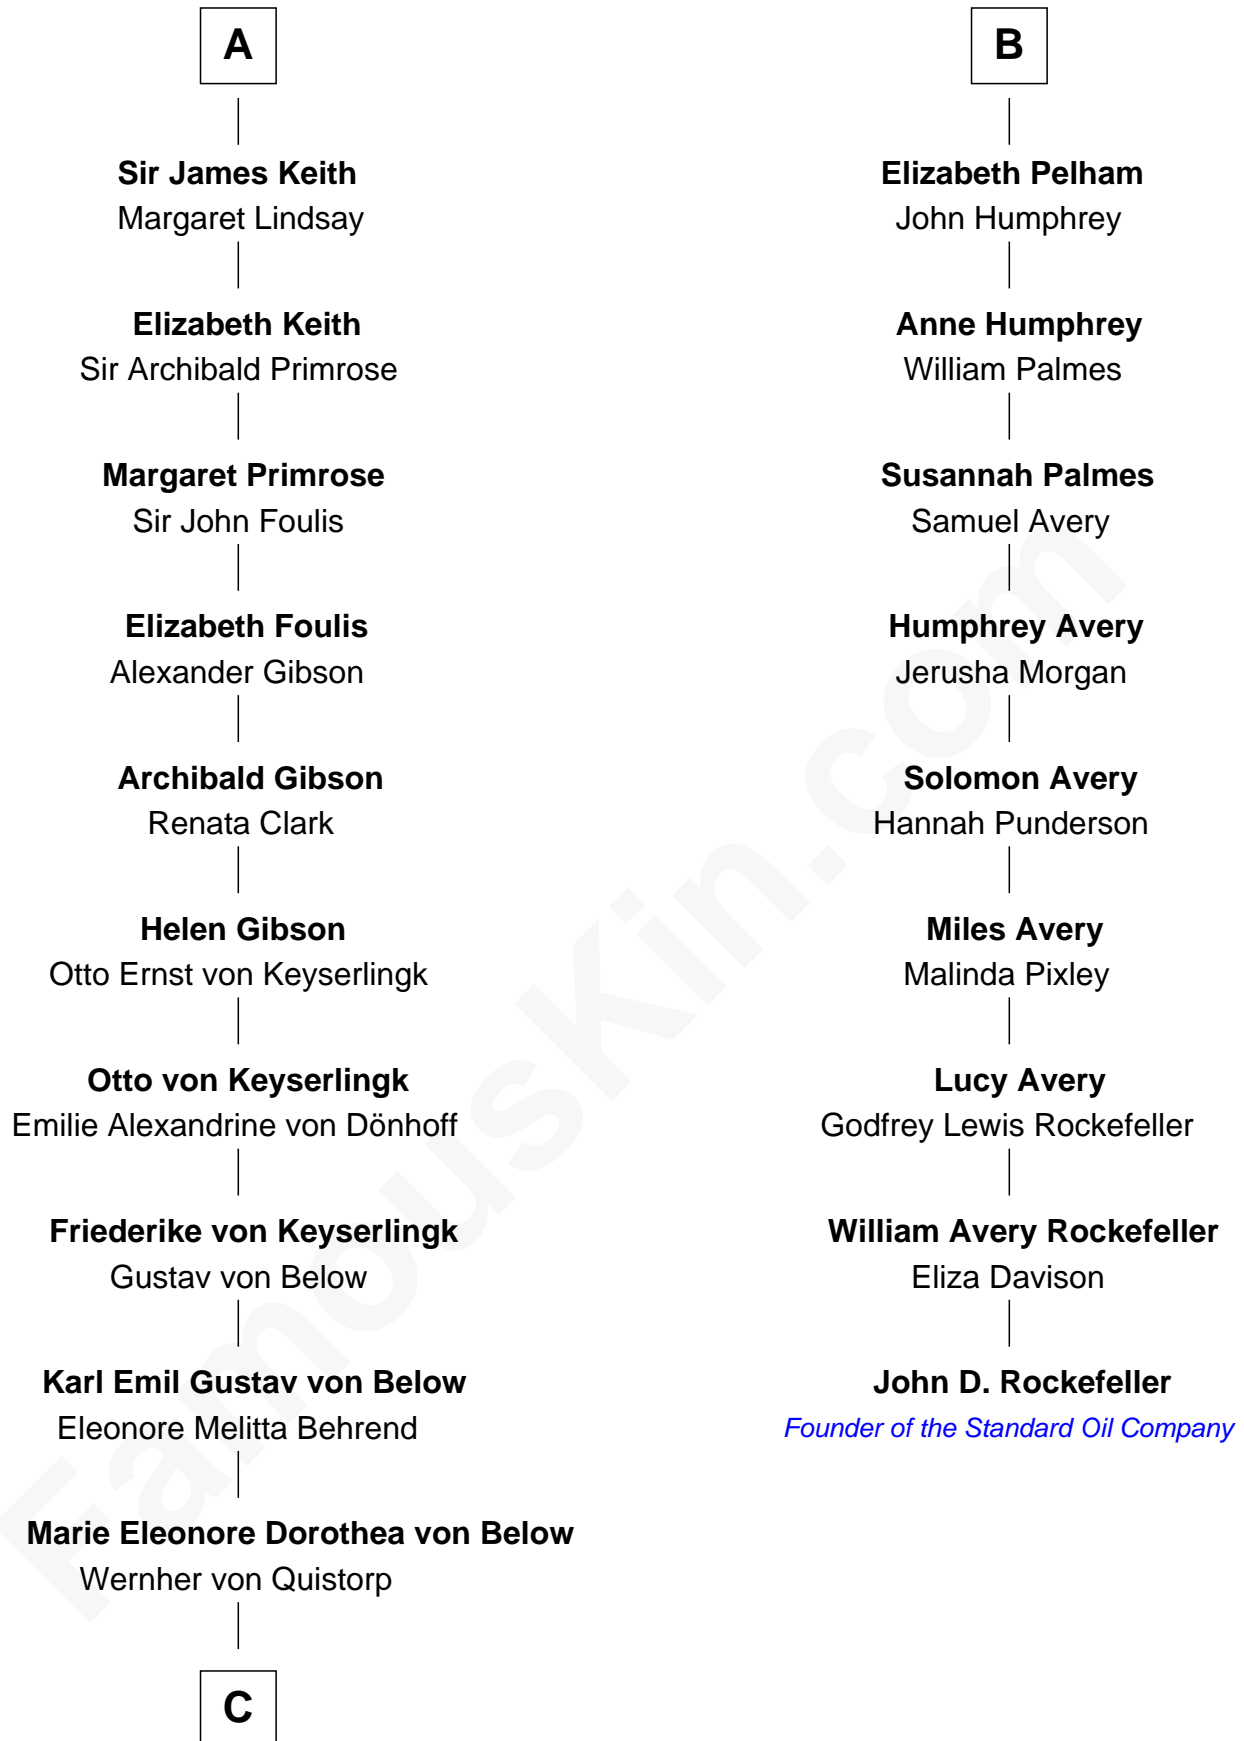 A
Sir James Keith
Margaret Lindsay
Elizabeth Keith
Sir Archibald Primrose
Margaret Primrose
Sir John Foulis
Elizabeth Foulis
Alexander Gibson
Archibald Gibson
Renata Clark
Helen Gibson
Otto Ernst von Keyserlingk
Otto von Keyserlingk
Emilie Alexandrine von Dönhoff
Friederike von Keyserlingk
Gustav von Below
Karl Emil Gustav von Below
Eleonore Melitta Behrend
Marie Eleonore Dorothea von Below
Wernher von Quistorp
C
B
Elizabeth Pelham
John Humphrey
Anne Humphrey
William Palmes
Susannah Palmes
Samuel Avery
Humphrey Avery
Jerusha Morgan
Solomon Avery
Hannah Punderson
Miles Avery
Malinda Pixley
Lucy Avery
Godfrey Lewis Rockefeller
William Avery Rockefeller
Eliza Davison
John D. Rockefeller
Founder of the Standard Oil Company
FamousKin.com